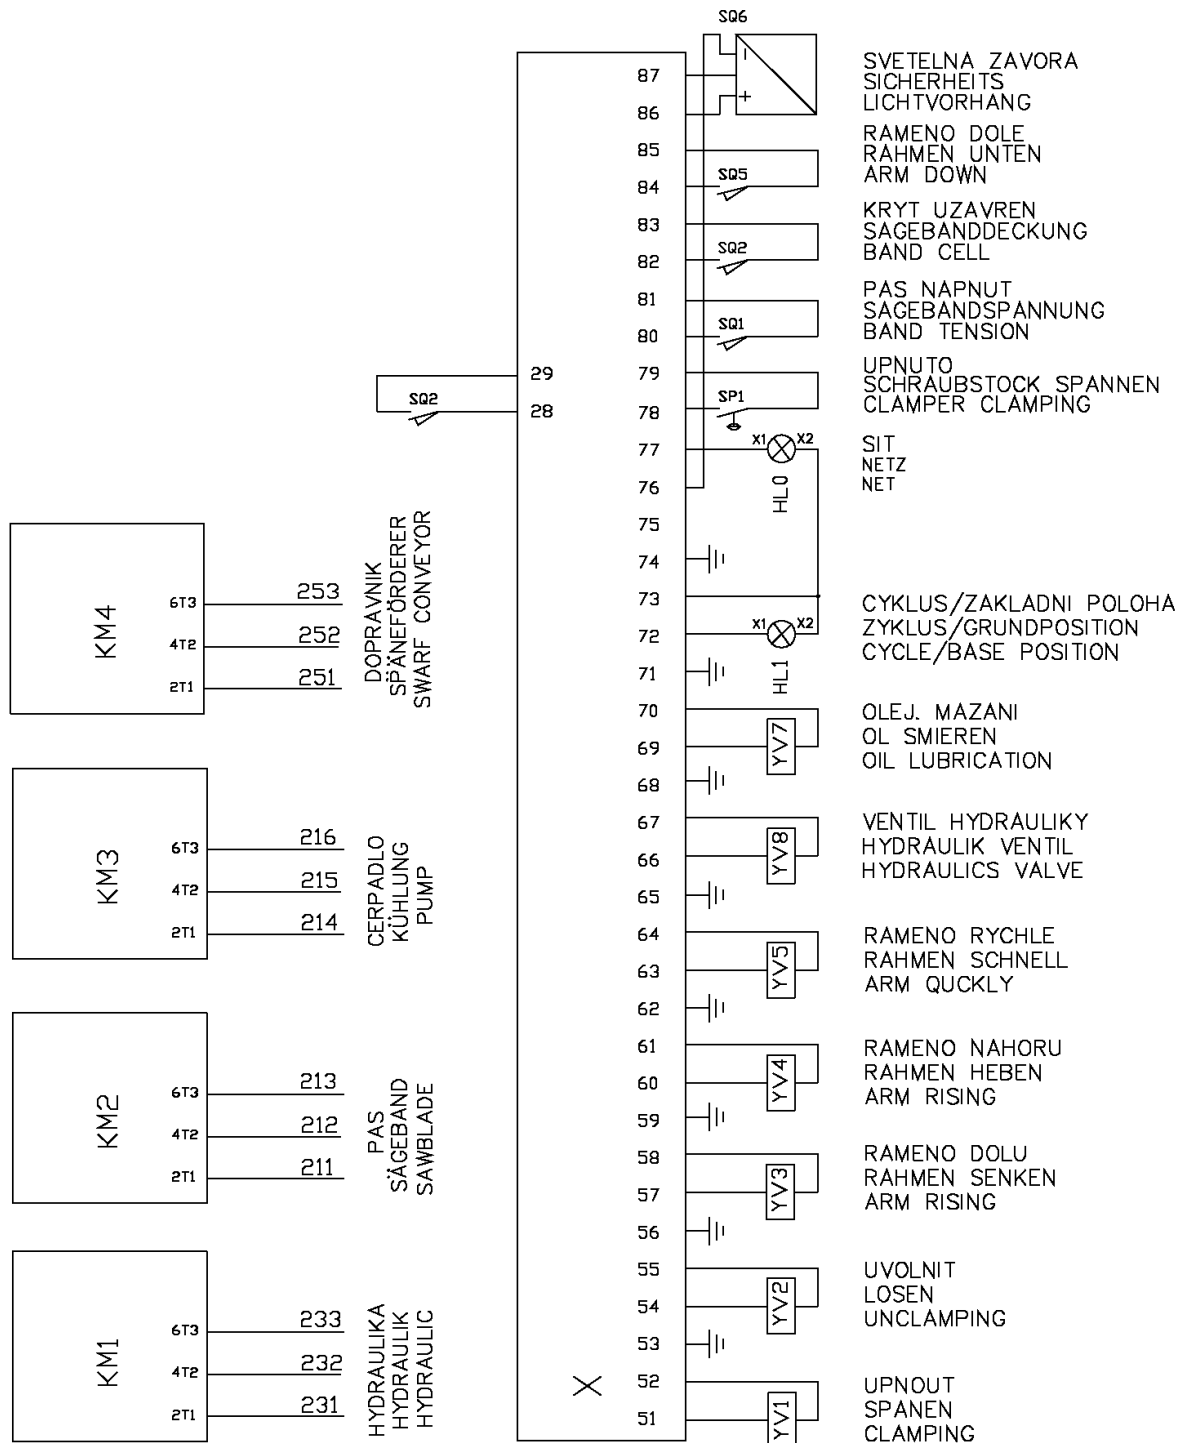 SQ6
87
SVETELNA ZAVORA
SICHERHEITS
LICHTVORHANG
86
85
RAMENO DOLE
RAHMEN UNTEN
ARM DOWN
84
SQ5
83
KRYT UZAVREN
SAGEBANDDECKUNG
BAND CELL
82
SQ2
81
PAS NAPNUT
SAGEBANDSPANNUNG
BAND TENSION
80
SQ1
29
79
UPNUTO
SCHRAUBSTOCK SPANNEN
CLAMPER CLAMPING
SQ2
28
78
SP1
77
X1 X2
HL0
SIT
NETZ
NET
76
75
74
73
CYKLUS/ZAKLADNI POLOHA
ZYKLUS/GRUNDPOSITION
CYCLE/BASE POSITION
72
X1 X2
HL1
71
70
OLEJ. MAZANI
OL SMIEREN
OIL LUBRICATION
69
YV7
68
67
VENTIL HYDRAULIKY
HYDRAULIK VENTIL
HYDRAULICS VALVE
66
YV8
65
64
RAMENO RYCHLE
RAHMEN SCHNELL
ARM QUCKLY
63
YV5
62
61
RAMENO NAHORU
RAHMEN HEBEN
ARM RISING
60
YV4
59
58
RAMENO DOLU
RAHMEN SENKEN
ARM RISING
57
YV3
56
55
UVOLNIT
LOSEN
UNCLAMPING
54
YV2
53
52
UPNOUT
SPANEN
CLAMPING
51
YV1
X
KM4
6T3 253
4T2 252
2T1 251
DOPRAVNIK
SPÄNEFÖRDERER
SWARF CONVEYOR
KM3
6T3 216
4T2 215
2T1 214
CERPADLO
KÜHLUNG
PUMP
KM2
6T3 213
4T2 212
2T1 211
PAS
SÄGEBAND
SAWBLADE
KM1
6T3 233
4T2 232
2T1 231
HYDRAULIKA
HYDRAULIK
HYDRAULIC